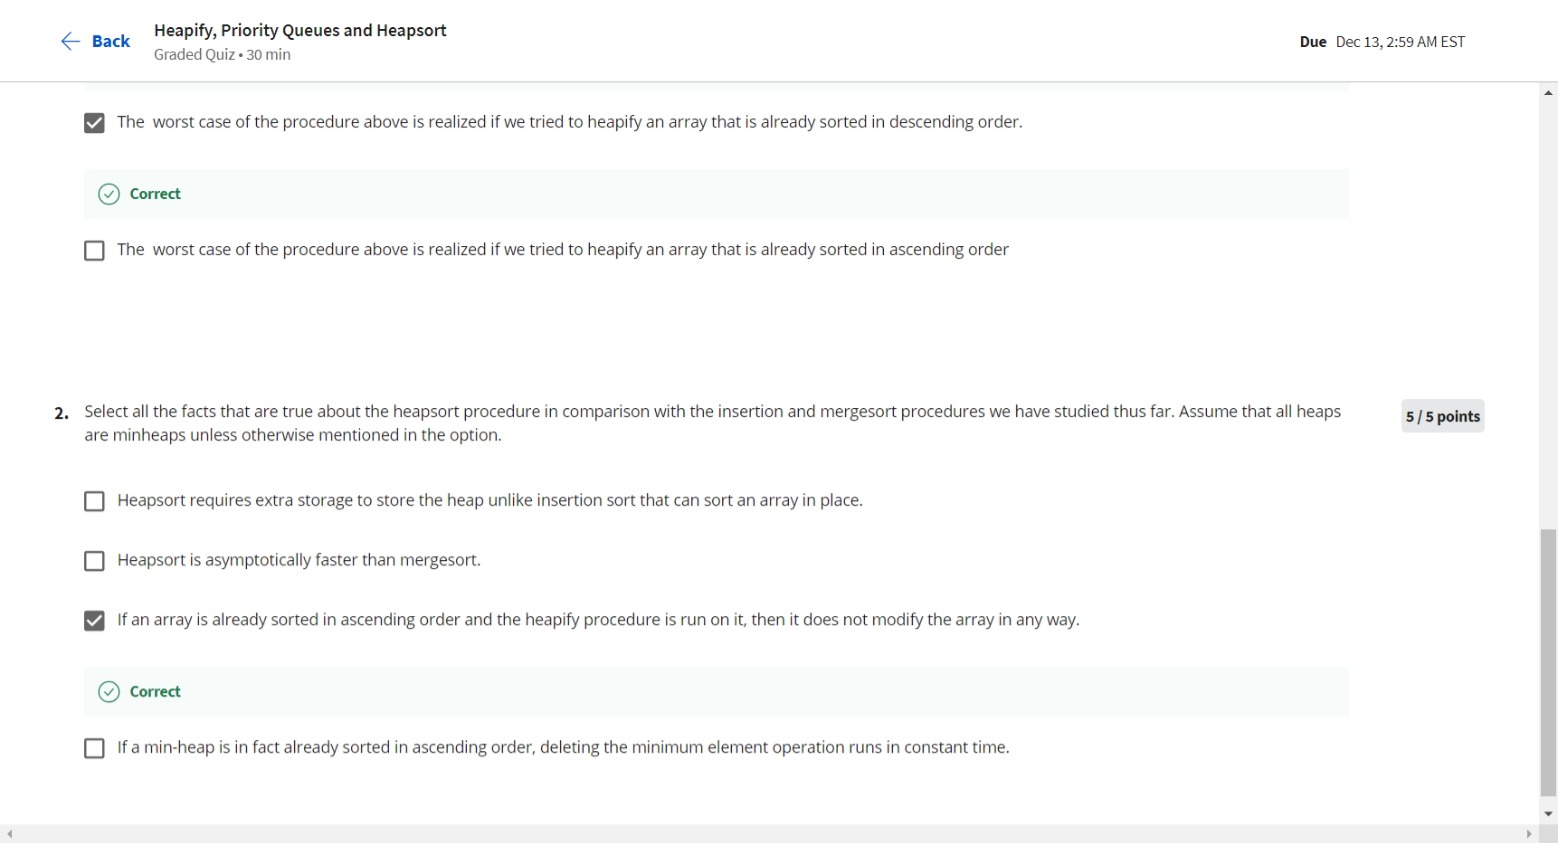 Back
Heapify, Priority Queues and Heapsort
Graded Quiz • 30 min
Due Dec 13, 2:59 AM EST
The worst case of the procedure above is realized if we tried to heapify an array that is already sorted in descending order.
Correct
The worst case of the procedure above is realized if we tried to heapify an array that is already sorted in ascending order
2. Select all the facts that are true about the heapsort procedure in comparison with the insertion and mergesort procedures we have studied thus far. Assume that all heaps
are minheaps unless otherwise mentioned in the option.
5 / 5 points
Heapsort requires extra storage to store the heap unlike insertion sort that can sort an array in place.
Heapsort is asymptotically faster than mergesort.
If an array is already sorted in ascending order and the heapify procedure is run on it, then it does not modify the array in any way.
Correct
If a min-heap is in fact already sorted in ascending order, deleting the minimum element operation runs in constant time.